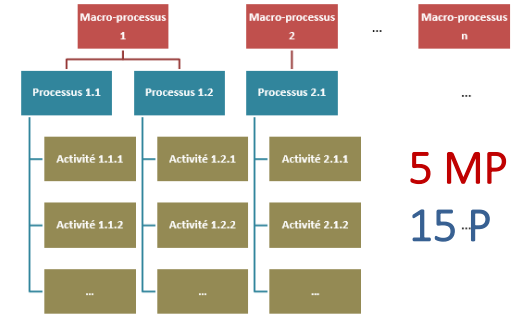 Macro-processus
1
Macro-processus
2
...
Macro-processus
n
Processus 1.1
Processus 1.2
Processus 2.1
...
Activité 1.1.1
Activité 1.2.1
Activité 2.1.1
5 MP
Activité 1.1.2
Activité 1.2.2
Activité 2.1.2
15 P
...
...
...
...